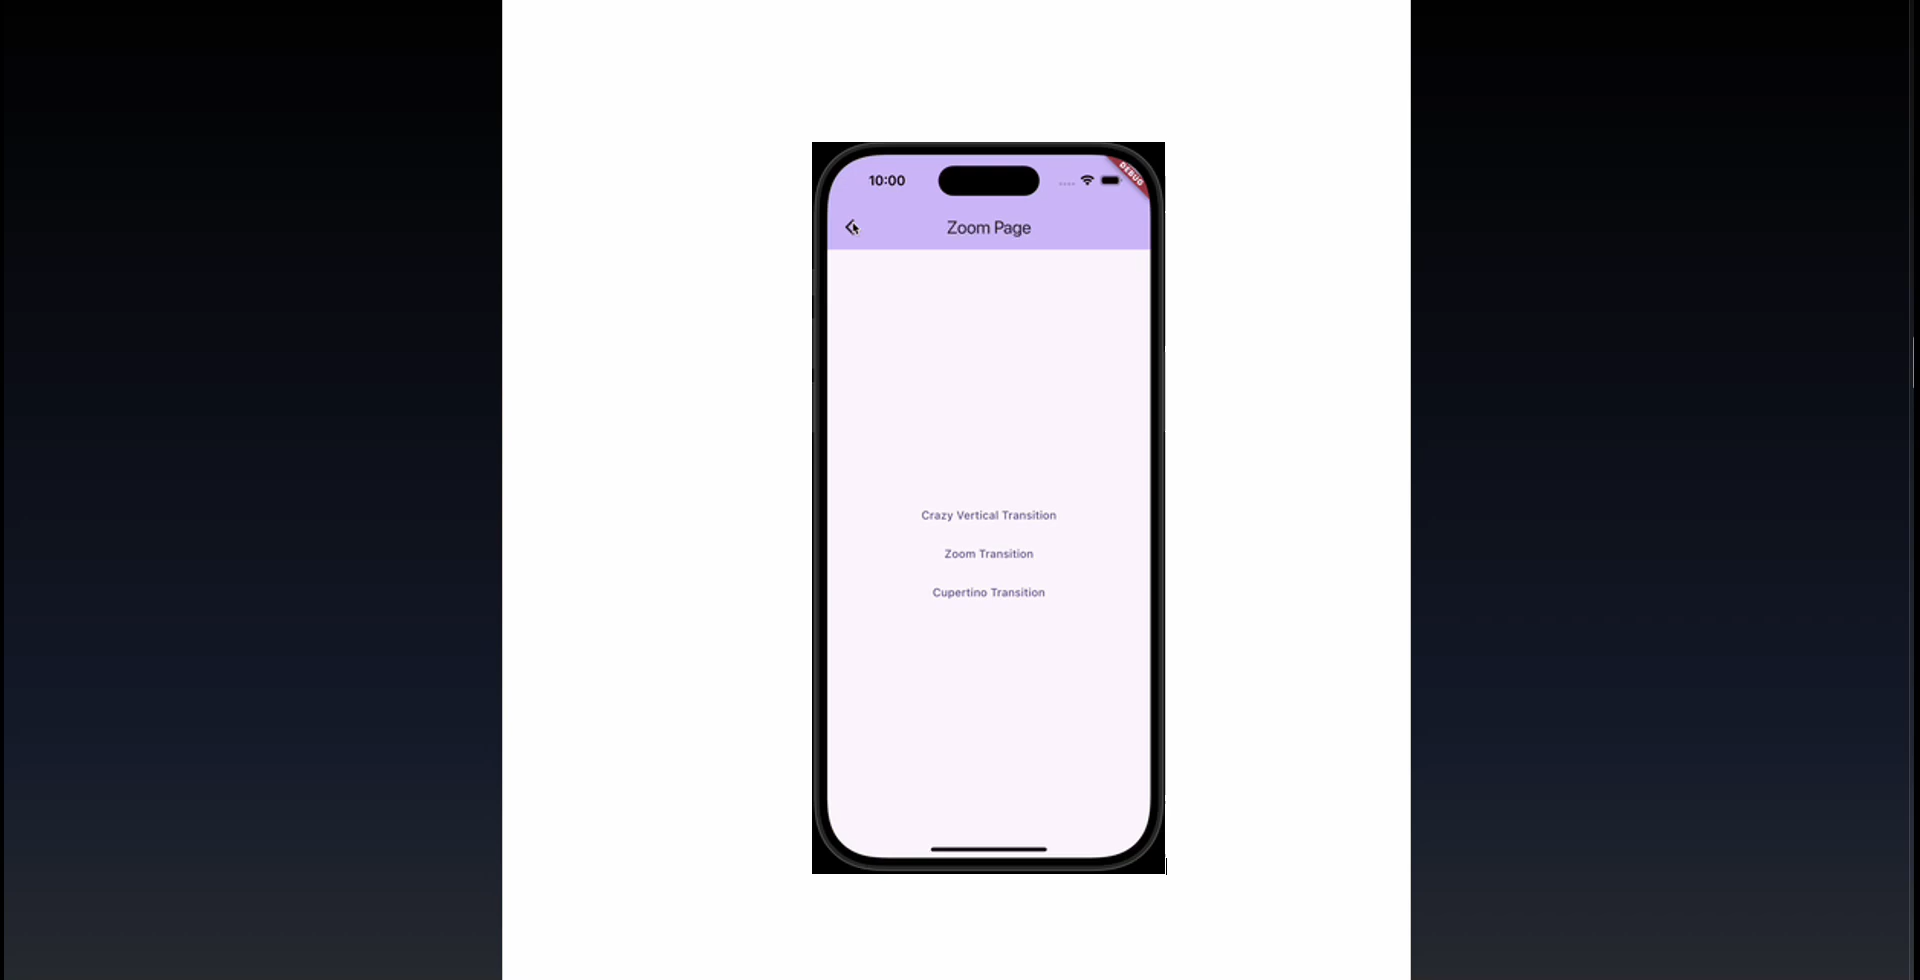 10:00
DEBUG
Zoom Page
Crazy Vertical Transition
Zoom Transition
Cupertino Transition